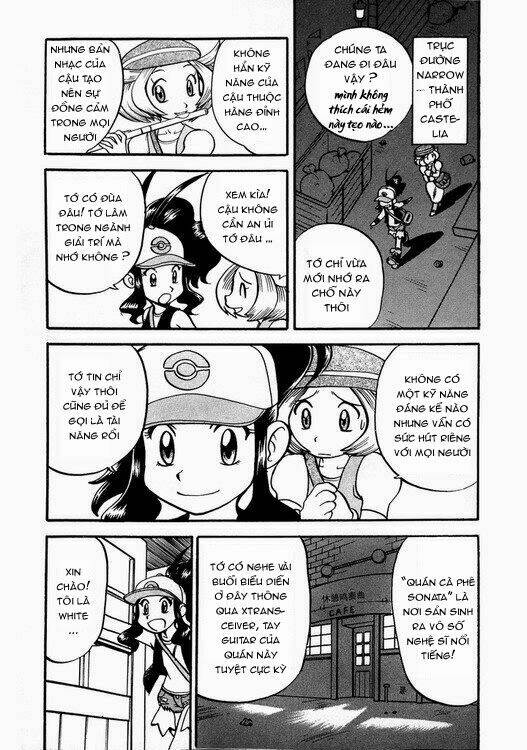 TRỤC
ĐƯỜNG
NARROW
... THÀNH
PHỐ
CASTE-
LIA
CHÚNG TA
ĐANG ĐI ĐÂU
VẬY ?
mình không
thích cái hẻm
này tẹo nào...
TỚ CHỈ VỪA
MỚI NHỚ RA
CHỖ NÀY
THÔI
KHÔNG
HẲN KỸ
NĂNG CỦA
CẬU THUỘC
HÀNG ĐỈNH
CAO...
NHƯNG BẢN
NHẠC CỦA
CẬU TẠO
NÊN SỰ
ĐỒNG CẢM
TRONG MỌI
NGƯỜI
XEM KÌA!
CẬU KHÔNG
CẦN AN ỦI
TỚ ĐÂU ...
TỚ CÓ ĐÙA
ĐÂU! TỚ LÀM
TRONG NGÀNH
GIẢI TRÍ MÀ
NHỚ KHÔNG ?
KHÔNG CÓ
MỘT KỸ NĂNG
ĐÁNG KỂ NÀO
NHƯNG VẪN CÓ
SỨC HÚT RIÊNG
VỚI MỌI NGƯỜI
TỚ TIN CHỈ
VẬY THÔI
CŨNG ĐỦ ĐỂ
GỌI LÀ TÀI
NĂNG RỒI
"QUÁN CÀ PHÊ
SONATA" LÀ
NƠI SẢN SINH
RA VÔ SỐ
NGHỆ SĨ NỔI
TIẾNG!
TỚ CÓ NGHE VÀI
BUỔI BIỂU DIỄN
Ở ĐÂY THÔNG
QUA XTRANS-
CEIVER, TAY
GUITAR CỦA
QUÁN NÀY
TUYỆT CỰC KỲ
CAFE
XIN
CHÀO!
TÔI LÀ
WHITE
...